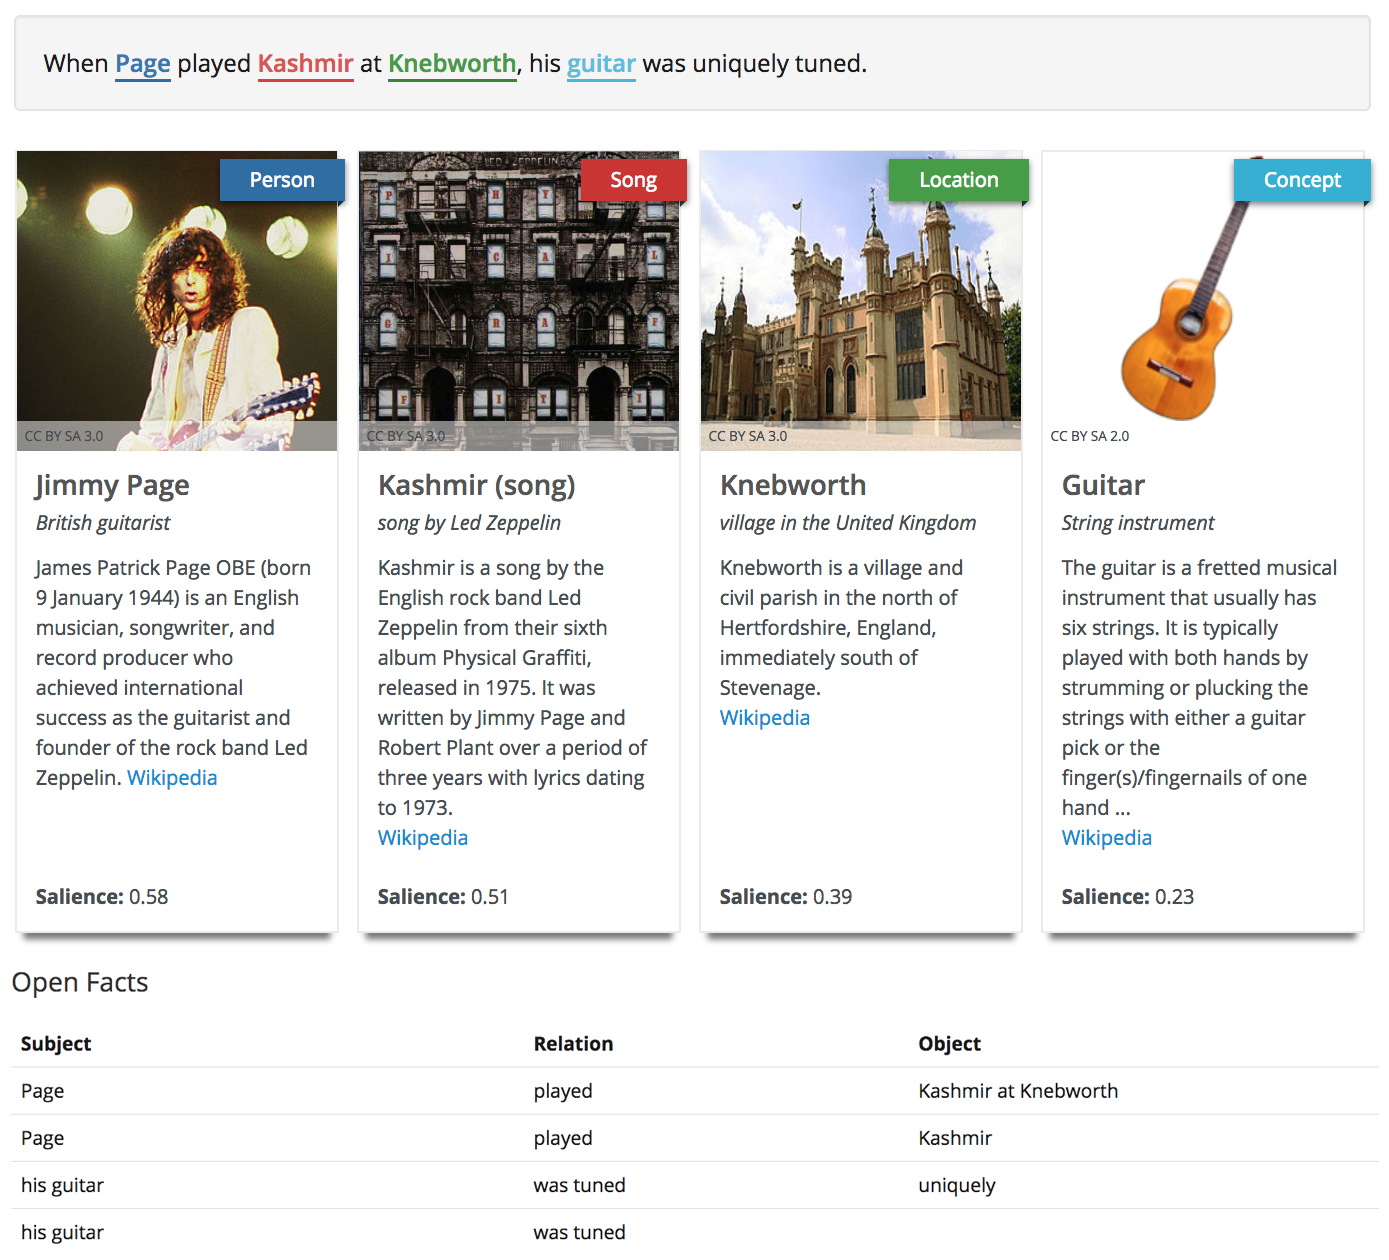 When Page played Kashmir at Knebworth, his guitar was uniquely tuned.
Person
CC BY SA 3.0
Jimmy Page
British guitarist
James Patrick Page OBE (born
9 January 1944) is an English
musician, songwriter, and
record producer who
achieved international
success as the guitarist and
founder of the rock band Led
Zeppelin. Wikipedia
Salience: 0.58
LED ZEPPELIN
Song
P H Y
I C A L
G R A F
F I T I
CC BY SA 3.0
Kashmir (song)
song by Led Zeppelin
Kashmir is a song by the
English rock band Led
Zeppelin from their sixth
album Physical Graffiti,
released in 1975. It was
written by Jimmy Page and
Robert Plant over a period of
three years with lyrics dating
to 1973.
Wikipedia
Salience: 0.51
Location
CC BY SA 3.0
Knebworth
village in the United Kingdom
Knebworth is a village and
civil parish in the north of
Hertfordshire, England,
immediately south of
Stevenage.
Wikipedia
Salience: 0.39
Concept
CC BY SA 2.0
Guitar
String instrument
The guitar is a fretted musical
instrument that usually has
six strings. It is typically
played with both hands by
strumming or plucking the
strings with either a guitar
pick or the
finger(s)/fingernails of one
hand ...
Wikipedia
Salience: 0.23
Open Facts
Subject Relation Object
Page played Kashmir at Knebworth
Page played Kashmir
his guitar was tuned uniquely
his guitar was tuned